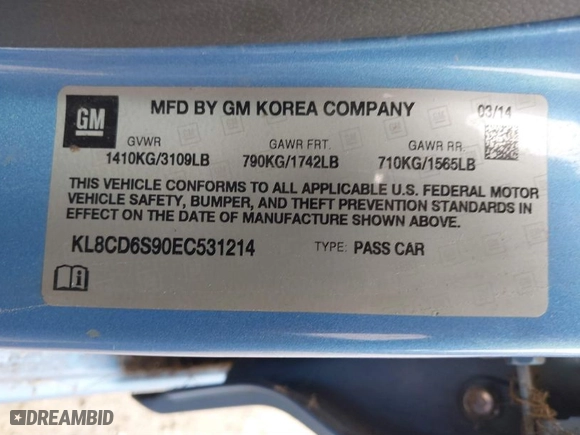 GM
MFD BY GM KOREA COMPANY
03/14
GVWR
GAWR FRT.
GAWR RR.
1410KG/3109LB
790KG/1742LB
710KG/1565LB
THIS VEHICLE CONFORMS TO ALL APPLICABLE U.S. FEDERAL MOTOR
VEHICLE SAFETY, BUMPER, AND THEFT PREVENTION STANDARDS IN
EFFECT ON THE DATE OF MANUFACTURE SHOWN ABOVE.
KL8CD6S90EC531214
TYPE: PASS CAR
DREAMBID